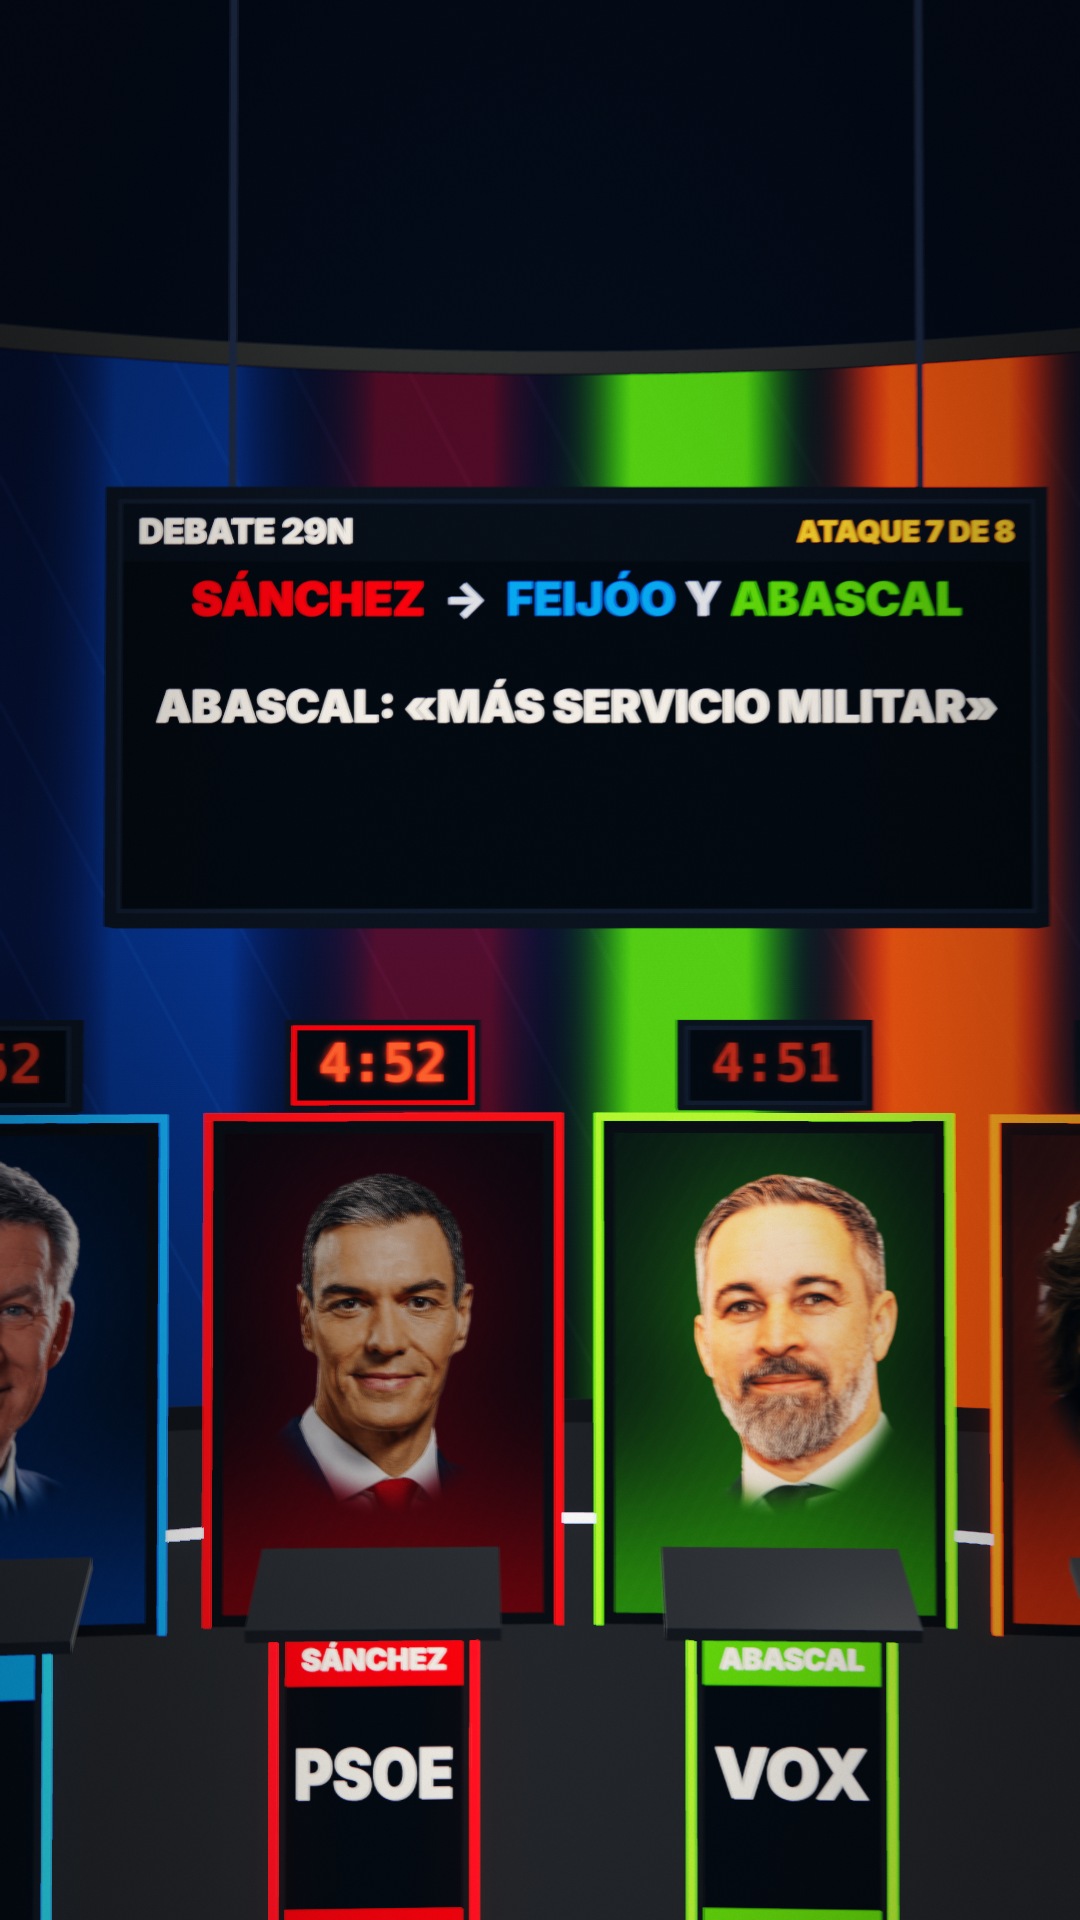 DEBATE 29N
ATAQUE 7 DE 8
SÁNCHEZ → FEIJÓO Y ABASCAL
ABASCAL: «MÁS SERVICIO MILITAR»
52
4:52
4:51
SÁNCHEZ
ABASCAL
PSOE
VOX